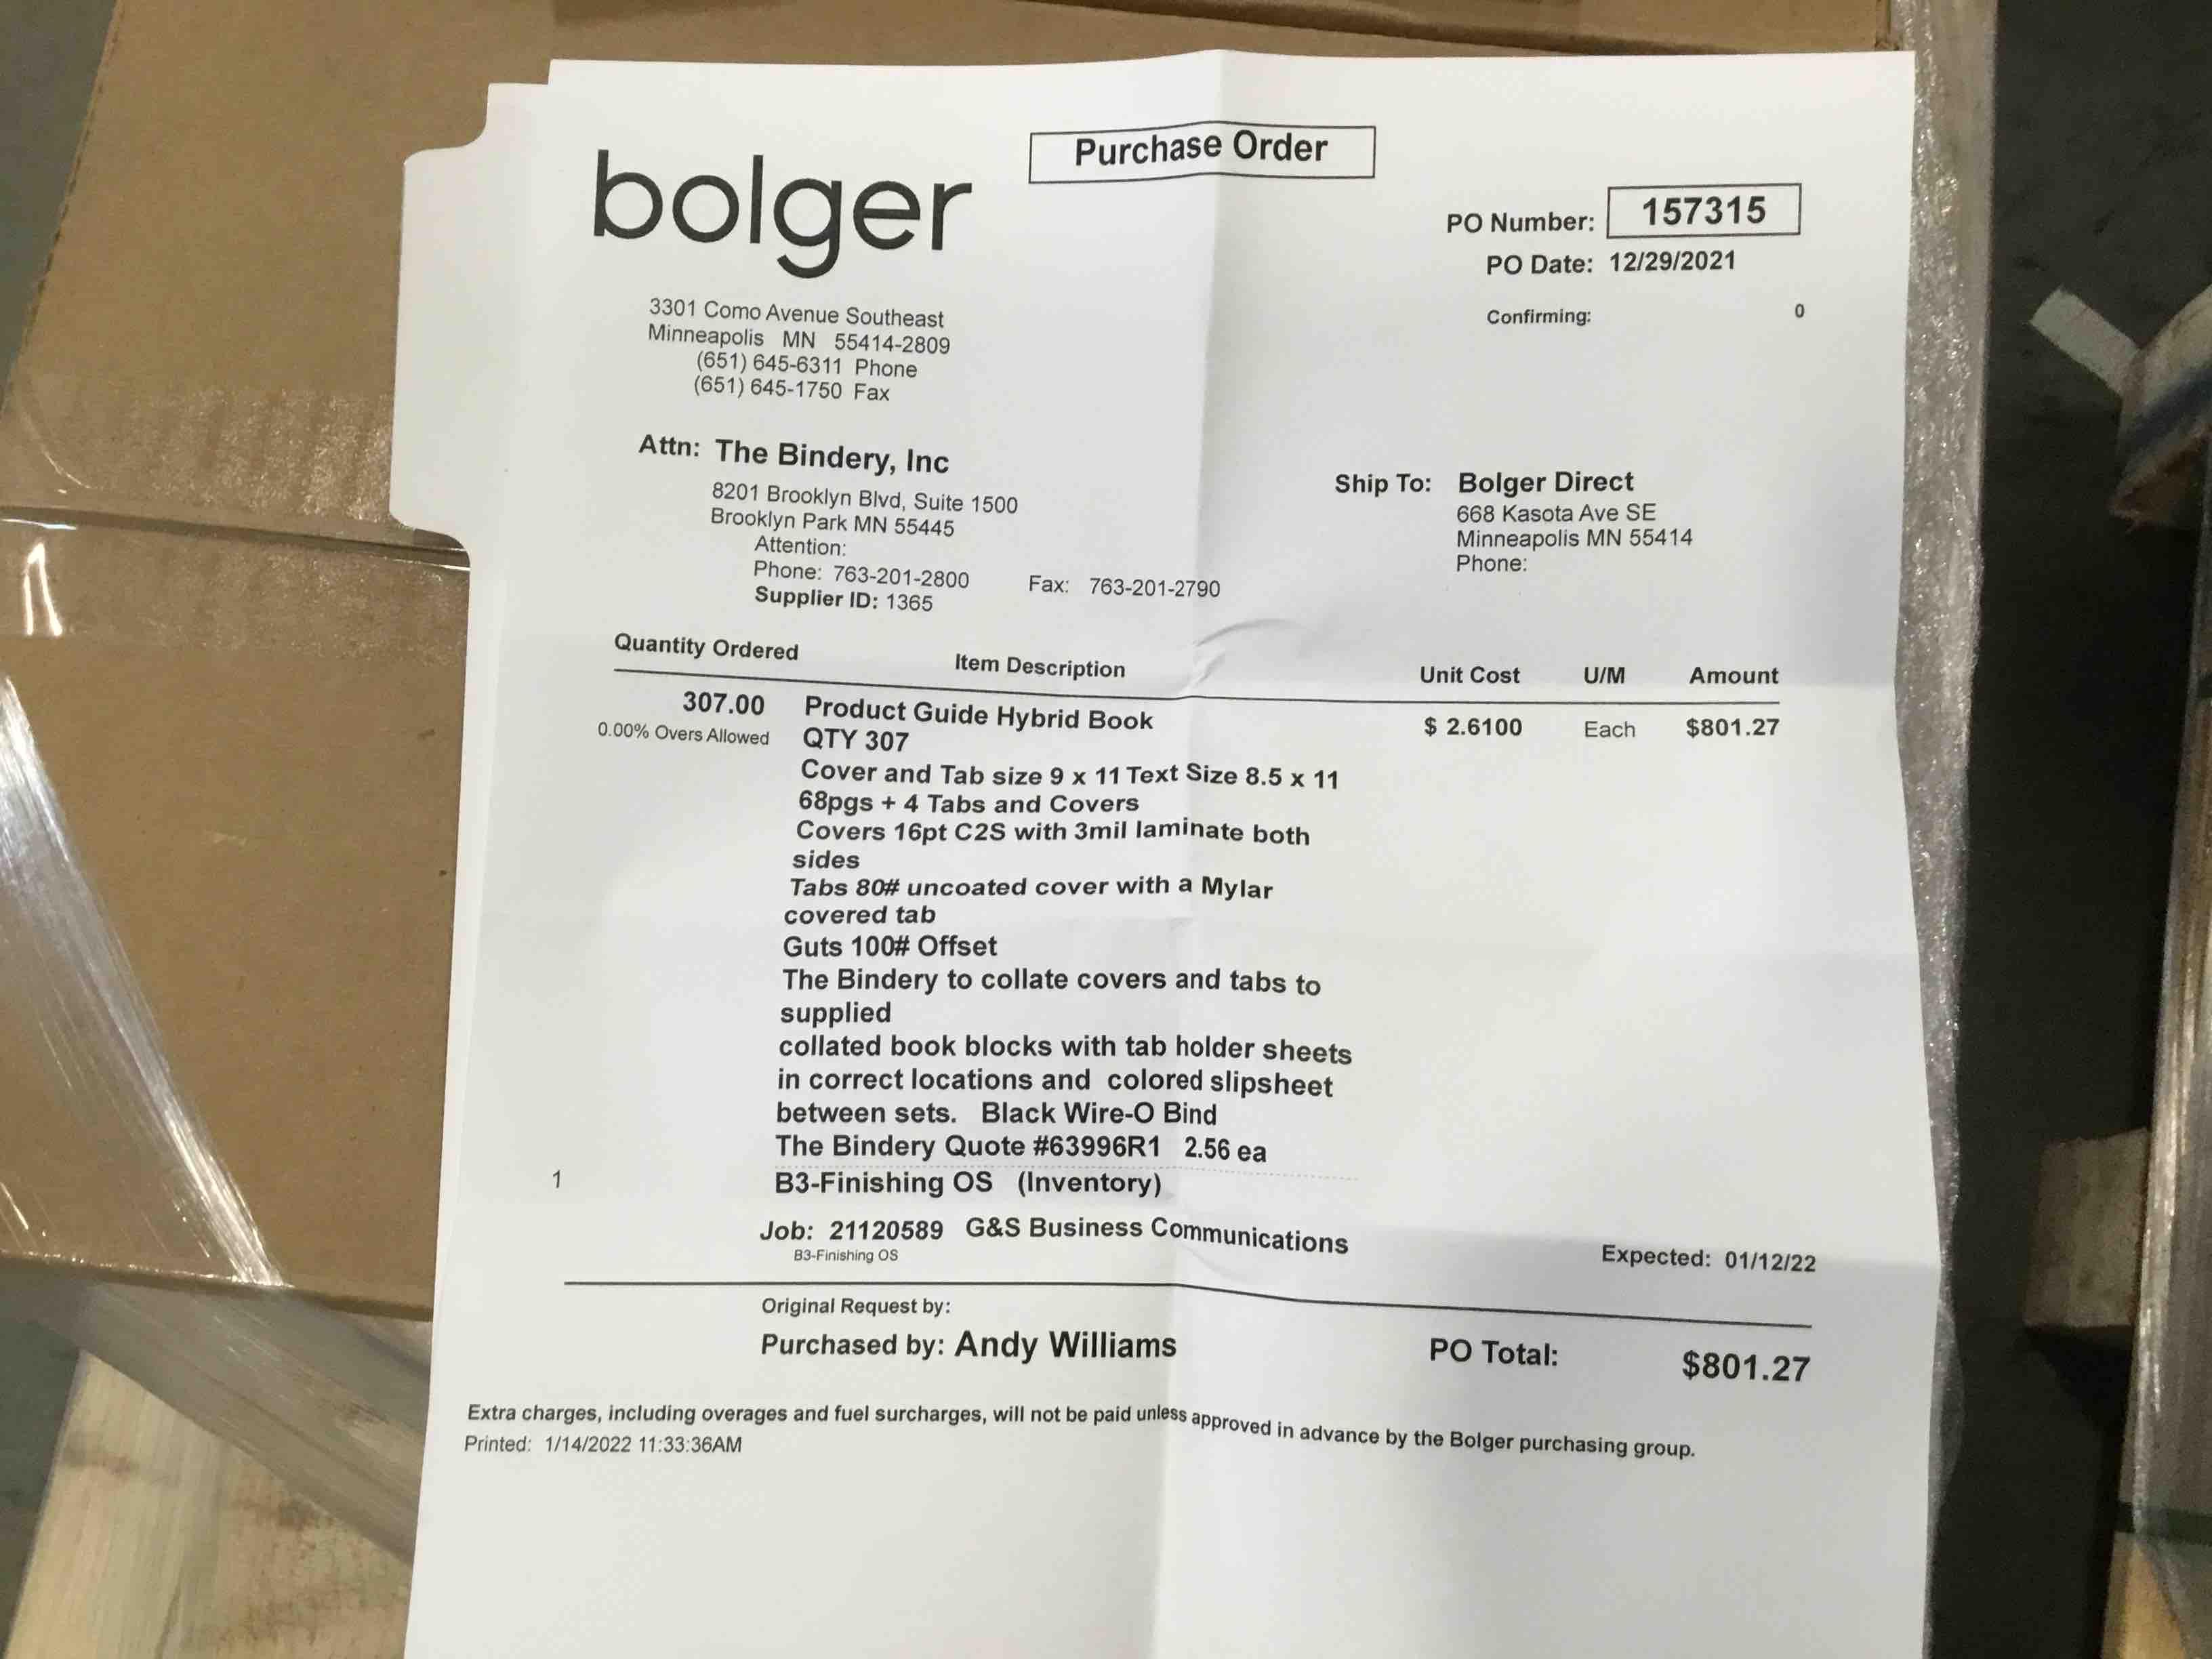 bolger
Purchase Order
PO Number: 157315
PO Date: 12/29/2021
Confirming: 0
3301 Como Avenue Southeast
Minneapolis MN 55414-2809
(651) 645-6311 Phone
(651) 645-1750 Fax
Attn: The Bindery, Inc
8201 Brooklyn Blvd, Suite 1500
Brooklyn Park MN 55445
Attention:
Phone: 763-201-2800 Fax: 763-201-2790
Supplier ID: 1365
Ship To: Bolger Direct
668 Kasota Ave SE
Minneapolis MN 55414
Phone:
Quantity Ordered Item Description Unit Cost U/M Amount
307.00 Product Guide Hybrid Book $ 2.6100 Each $801.27
0.00% Overs Allowed QTY 307
Cover and Tab size 9 x 11 Text Size 8.5 x 11
68pgs + 4 Tabs and Covers
Covers 16pt C2S with 3mil laminate both
sides
Tabs 80# uncoated cover with a Mylar
covered tab
Guts 100# Offset
The Bindery to collate covers and tabs to
supplied
collated book blocks with tab holder sheets
in correct locations and colored slipsheet
between sets. Black Wire-O Bind
The Bindery Quote #63996R1 2.56 ea
1 B3-Finishing OS (Inventory)
Job: 21120589 G&S Business Communications
B3-Finishing OS
Expected: 01/12/22
Original Request by:
Purchased by: Andy Williams
PO Total: $801.27
Extra charges, including overages and fuel surcharges, will not be paid unless approved in advance by the Bolger purchasing group.
Printed: 1/14/2022 11:33:36AM